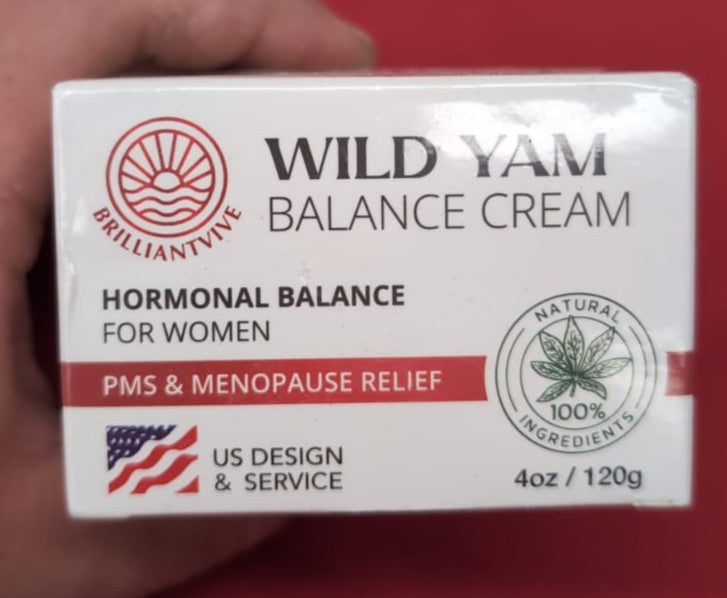 BRILLIANTVIVE
WILD YAM
BALANCE CREAM
HORMONAL BALANCE
FOR WOMEN
PMS & MENOPAUSE RELIEF
NATURAL
100%
INGREDIENTS
US DESIGN
& SERVICE
4oz / 120g